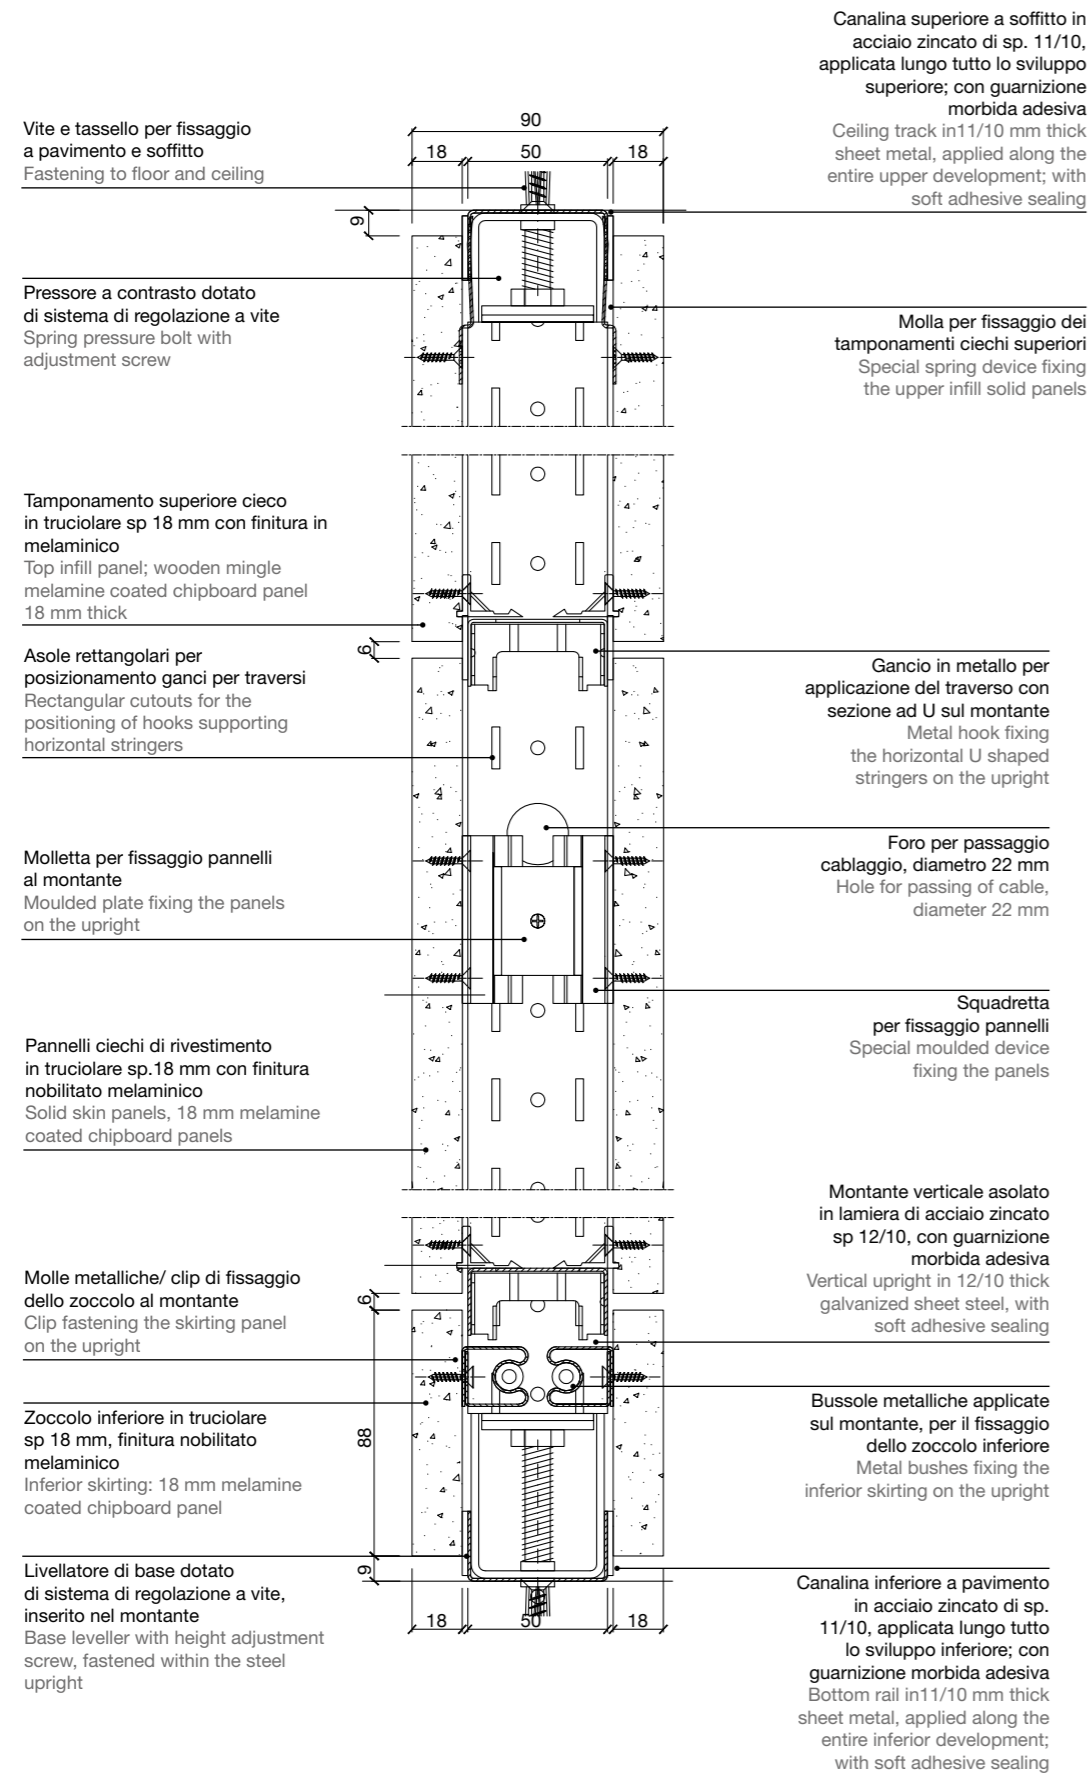 Vite e tassello per fissaggio
a pavimento e soffitto
Fastening to floor and ceiling
Pressore a contrasto dotato
di sistema di regolazione a vite
Spring pressure bolt with
adjustment screw
Tamponamento superiore cieco
in truciolare sp 18 mm con finitura in
melaminico
Top infill panel; wooden mingle
melamine coated chipboard panel
18 mm thick
Asole rettangolari per
posizionamento ganci per traversi
Rectangular cutouts for the
positioning of hooks supporting
horizontal stringers
Molletta per fissaggio pannelli
al montante
Moulded plate fixing the panels
on the upright
Pannelli ciechi di rivestimento
in truciolare sp.18 mm con finitura
nobilitato melaminico
Solid skin panels, 18 mm melamine
coated chipboard panels
Molle metalliche/ clip di fissaggio
dello zoccolo al montante
Clip fastening the skirting panel
on the upright
Zoccolo inferiore in truciolare
sp 18 mm, finitura nobilitato
melaminico
Inferior skirting: 18 mm melamine
coated chipboard panel
Livellatore di base dotato
di sistema di regolazione a vite,
inserito nel montante
Base leveller with height adjustment
screw, fastened within the steel
upright
90
18 50 18
9
6
6
88
9
18 50 18
Canalina superiore a soffitto in
acciaio zincato di sp. 11/10,
applicata lungo tutto lo sviluppo
superiore; con guarnizione
morbida adesiva
Ceiling track in11/10 mm thick
sheet metal, applied along the
entire upper development; with
soft adhesive sealing
Molla per fissaggio dei
tamponamenti ciechi superiori
Special spring device fixing
the upper infill solid panels
Gancio in metallo per
applicazione del traverso con
sezione ad U sul montante
Metal hook fixing
the horizontal U shaped
stringers on the upright
Foro per passaggio
cablaggio, diametro 22 mm
Hole for passing of cable,
diameter 22 mm
Squadretta
per fissaggio pannelli
Special moulded device
fixing the panels
Montante verticale asolato
in lamiera di acciaio zincato
sp 12/10, con guarnizione
morbida adesiva
Vertical upright in 12/10 thick
galvanized sheet steel, with
soft adhesive sealing
Bussole metalliche applicate
sul montante, per il fissaggio
dello zoccolo inferiore
Metal bushes fixing the
inferior skirting on the upright
Canalina inferiore a pavimento
in acciaio zincato di sp.
11/10, applicata lungo tutto
lo sviluppo inferiore; con
guarnizione morbida adesiva
Bottom rail in11/10 mm thick
sheet metal, applied along the
entire inferior development;
with soft adhesive sealing